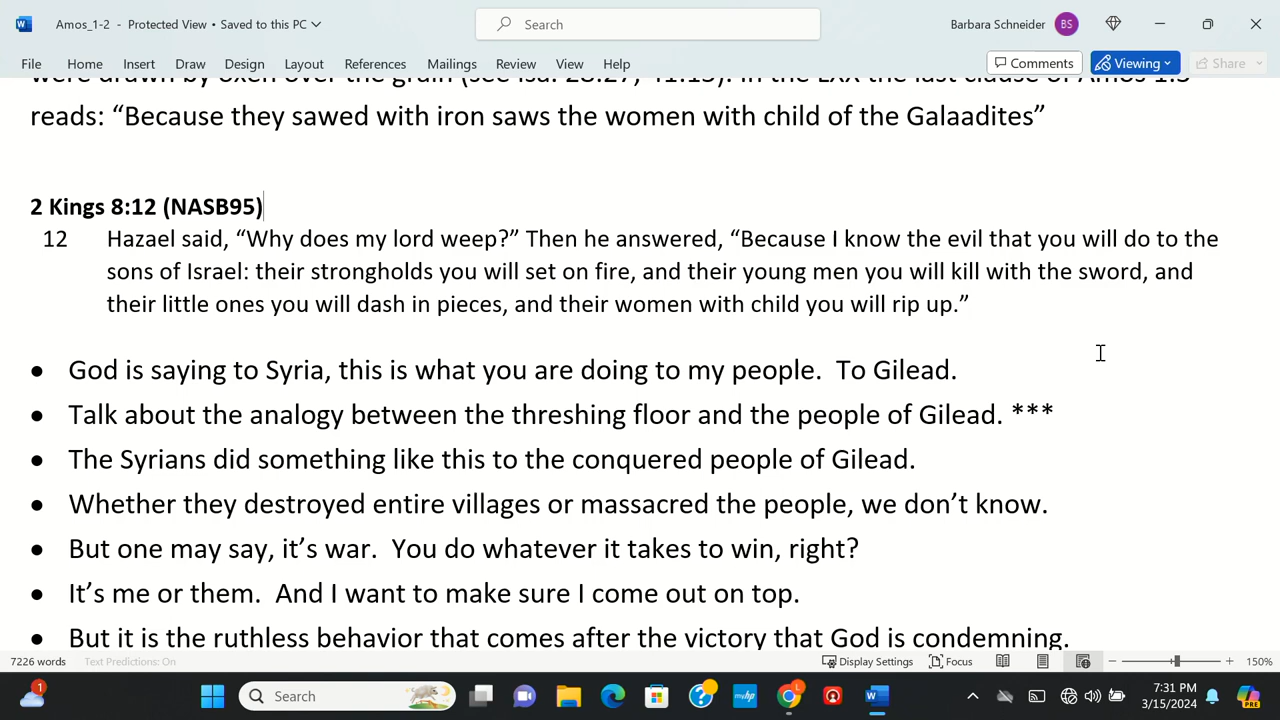 Amos_1-2 • Protected View • Saved to this PC
Search
Barbara Schneider
BS
File Home Insert Draw Design Layout References Mailings Review View Help
Comments Viewing Share
reads: “Because they sawed with iron saws the women with child of the Galaadites”
2 Kings 8:12 (NASB95)
12 Hazael said, “Why does my lord weep?” Then he answered, “Because I know the evil that you will do to the
sons of Israel: their strongholds you will set on fire, and their young men you will kill with the sword, and
their little ones you will dash in pieces, and their women with child you will rip up.”
• God is saying to Syria, this is what you are doing to my people. To Gilead.
• Talk about the analogy between the threshing floor and the people of Gilead. ***
• The Syrians did something like this to the conquered people of Gilead.
• Whether they destroyed entire villages or massacred the people, we don’t know.
• But one may say, it’s war. You do whatever it takes to win, right?
• It’s me or them. And I want to make sure I come out on top.
• But it is the ruthless behavior that comes after the victory that God is condemning.
7226 words Text Predictions: On Display Settings Focus 150%
1
Search
myhp
7:31 PM
3/15/2024
PRE